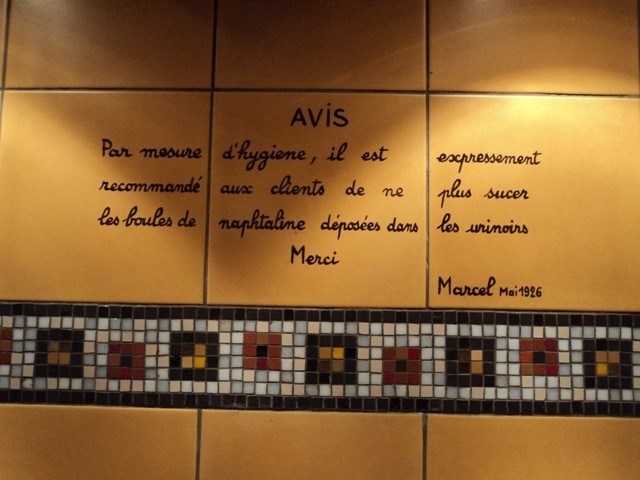 AVIS
Par mesure d'hygiene, il est expressement
recommandé aux clients de ne plus sucer
les boules de naphtaline déposées dans les urinoirs
Merci
Marcel Mai 1926